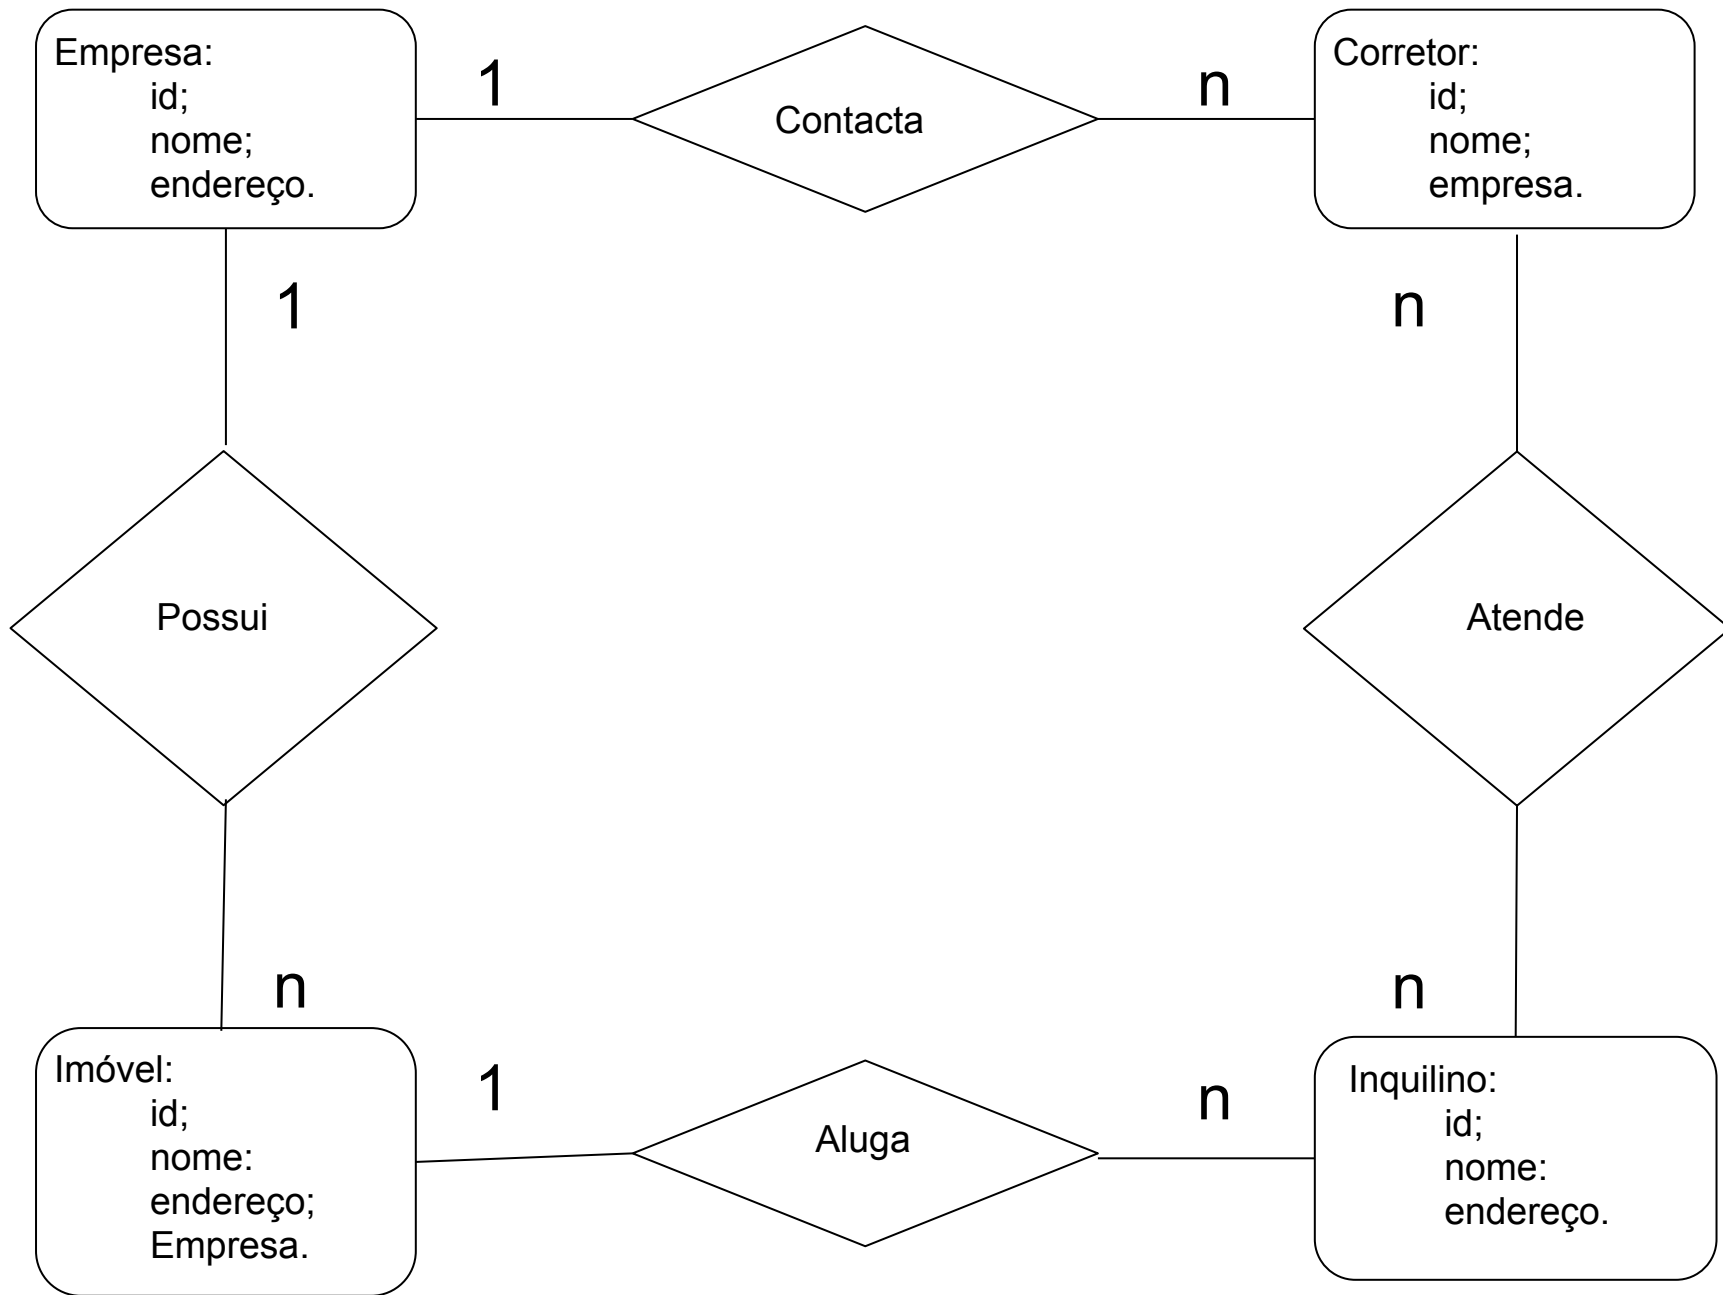 Empresa:
id;
nome;
endereço.
1
Contacta
n
Corretor:
id;
nome;
empresa.
1
n
Possui
Atende
n
n
Imóvel:
id;
nome:
endereço;
Empresa.
1
Aluga
n
Inquilino:
id;
nome:
endereço.